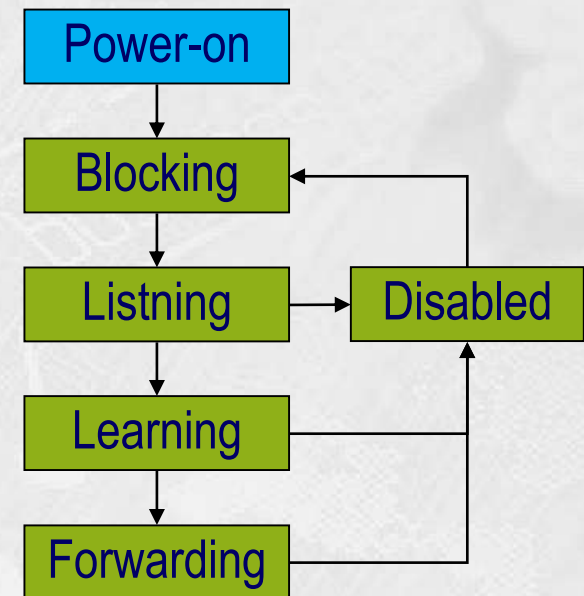 Power-on
Blocking
Listning
Disabled
Learning
Forwarding